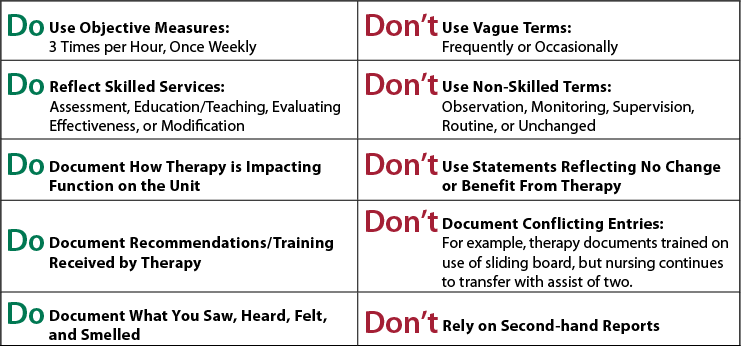 Do Use Objective Measures:
3 Times per Hour, Once Weekly
Don't Use Vague Terms:
Frequently or Occasionally
Do Reflect Skilled Services:
Assessment, Education/Teaching, Evaluating
Effectiveness, or Modification
Don't Use Non-Skilled Terms:
Observation, Monitoring, Supervision,
Routine, or Unchanged
Do Document How Therapy is Impacting
Function on the Unit
Don't Use Statements Reflecting No Change
or Benefit From Therapy
Do Document Recommendations/Training
Received by Therapy
Don't Document Conflicting Entries:
For example, therapy documents trained on
use of sliding board, but nursing continues
to transfer with assist of two.
Do Document What You Saw, Heard, Felt,
and Smelled
Don't Rely on Second-hand Reports